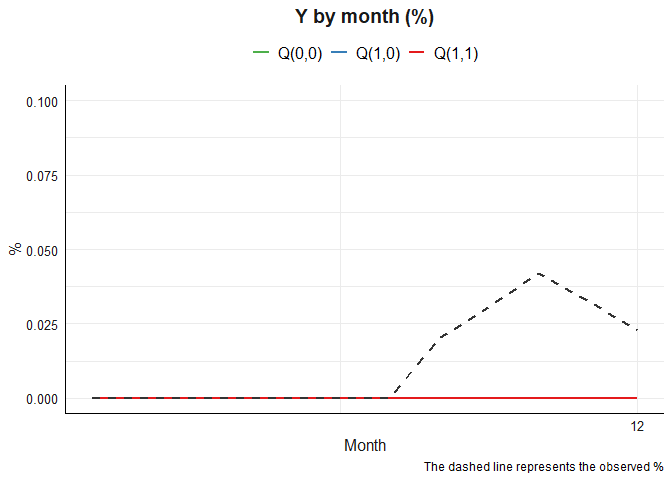 Y by month (%)
Q(0,0) Q(1,0) Q(1,1)
0.100
0.075
0.050
0.025
0.000
%
12
Month
The dashed line represents the observed %